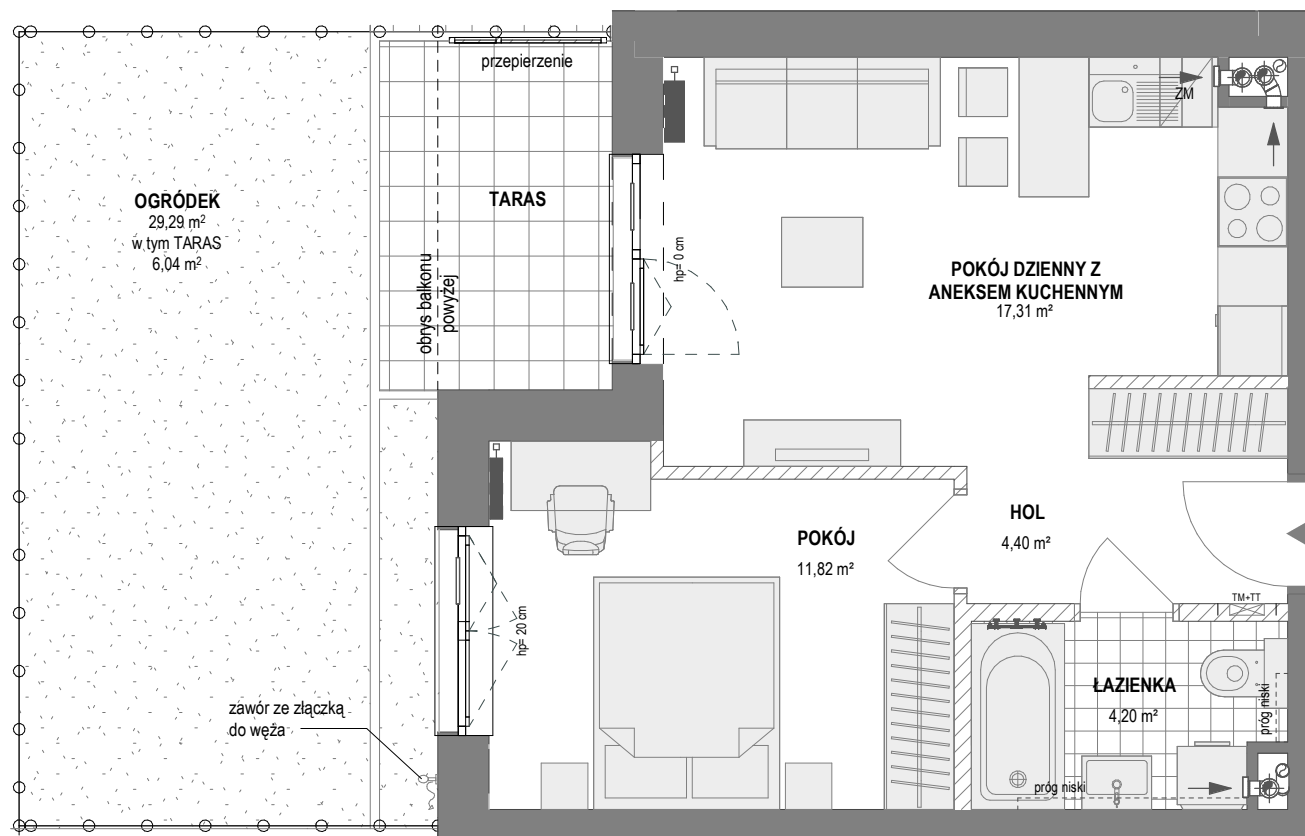 przepierzenie
ZM
OGRÓDEK
29,29 m²
w tym TARAS
6,04 m²
TARAS
obrys balkonu
powyżej
hp= 0 cm
POKÓJ DZIENNY Z
ANEKSEM KUCHENNYM
17,31 m²
HOL
4,40 m²
POKÓJ
11,82 m²
hp= 20 cm
TM+TT
ŁAZIENKA
4,20 m²
próg niski
zawór ze złączką
do węża
próg niski